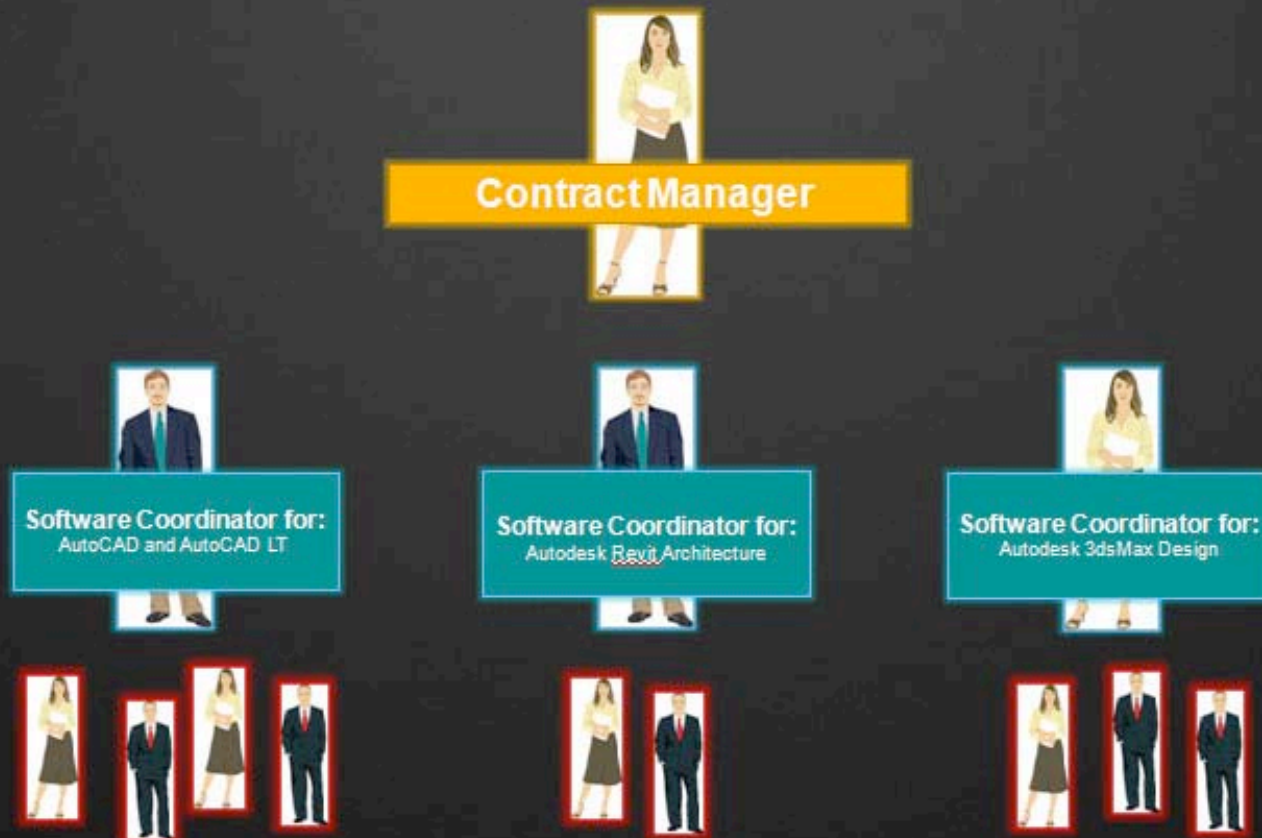 Contract Manager
Software Coordinator for:
AutoCAD and AutoCAD LT
Software Coordinator for:
Autodesk Revit Architecture
Software Coordinator for:
Autodesk 3dsMax Design